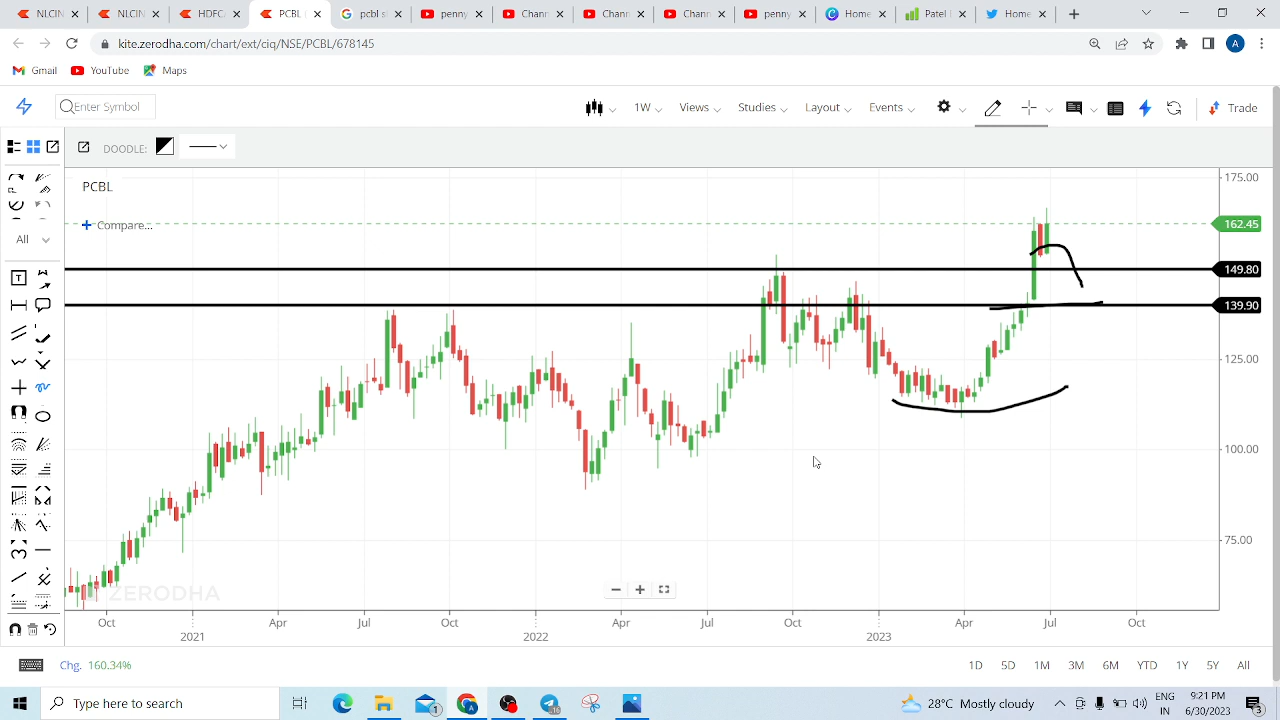 NLCIN
HDFC
PCBL
pcbl s
penny
Chann
Chann
Chann
penny
Home
Patel
Home
kite.zerodha.com/chart/ext/ciq/NSE/PCBL/678145
A
Gmail
YouTube
Maps
Enter Symbol
1W
Views
Studies
Layout
Events
Trade
DOODLE:
PCBL
Compare...
All
175.00
162.45
149.80
139.90
125.00
100.00
75.00
ZERODHA
Oct
Apr
Jul
Oct
Apr
Jul
Oct
Apr
Jul
Oct
2021
2022
2023
Chg. 160.34%
1D
5D
1M
3M
6M
YTD
1Y
5Y
All
Type here to search
28°C Mostly cloudy
ENG
IN
9:21 PM
6/30/2023